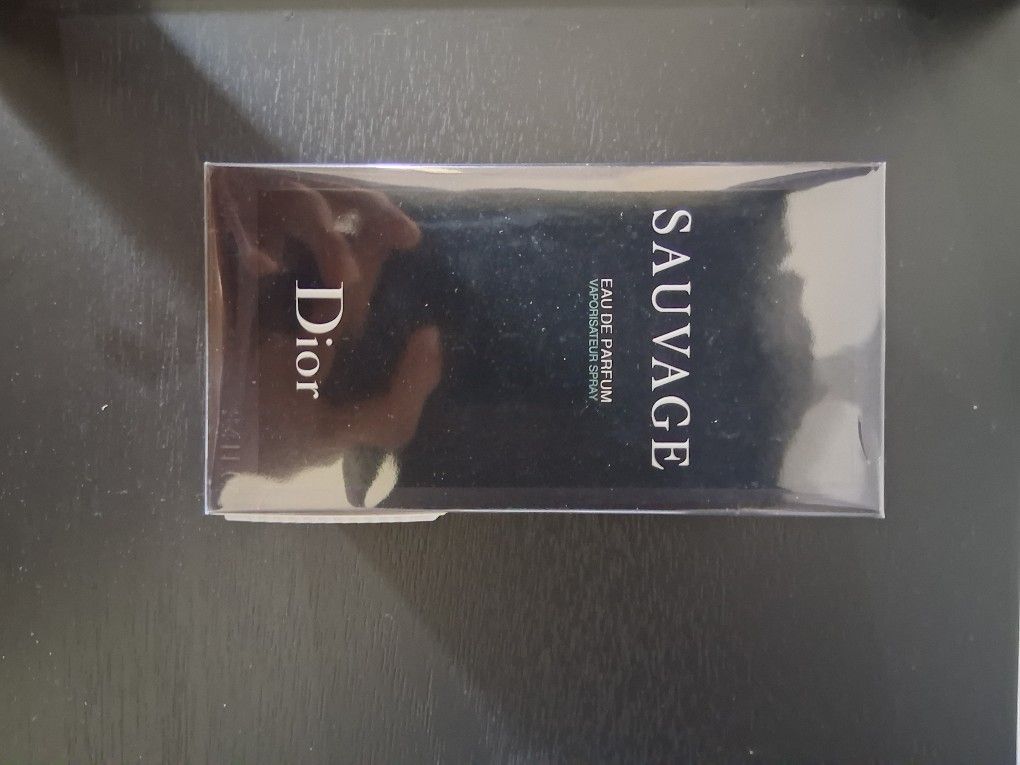 SAUVAGE
EAU DE PARFUM
VAPORISATEUR SPRAY
Dior